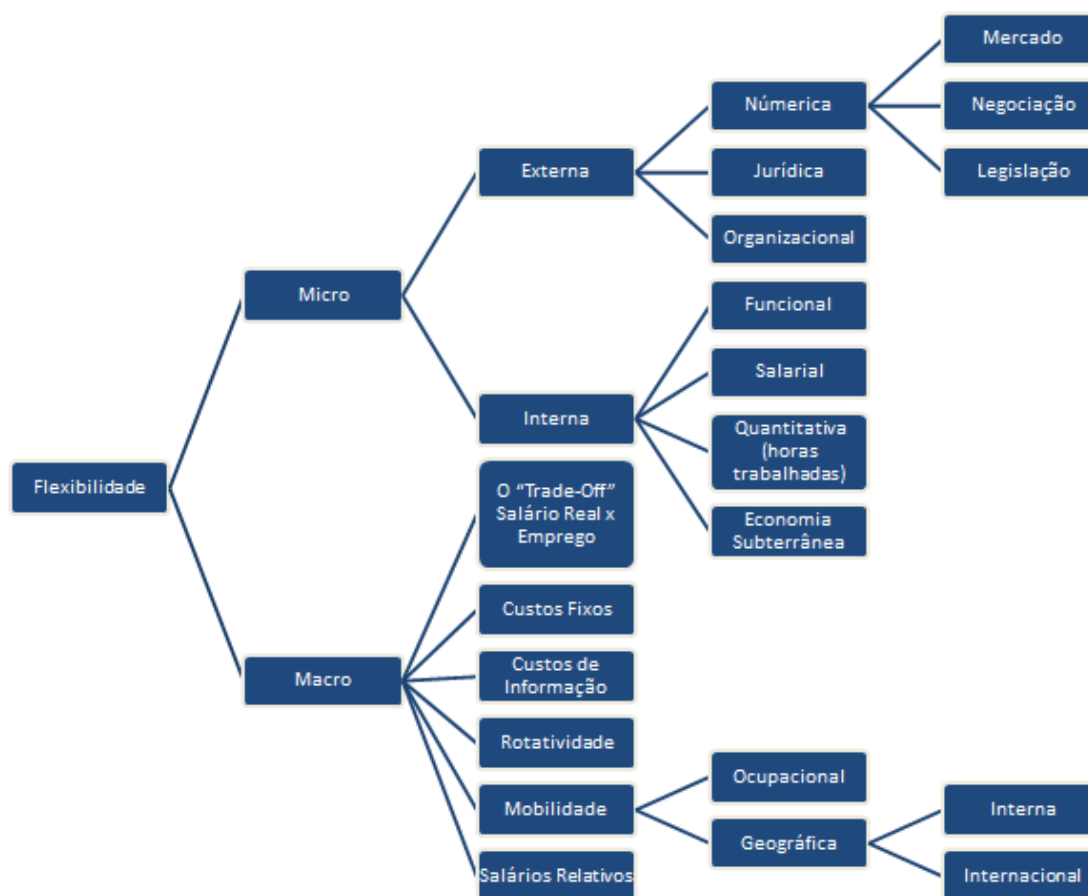 Flexibilidade
Micro
Externa
Númerica
Mercado
Negociação
Legislação
Jurídica
Organizacional
Interna
Funcional
Salarial
Quantitativa
(horas
trabalhadas)
Economia
Subterrânea
Macro
O “Trade-Off”
Salário Real x
Emprego
Custos Fixos
Custos de
Informação
Rotatividade
Mobilidade
Ocupacional
Geográfica
Interna
Internacional
Salários Relativos